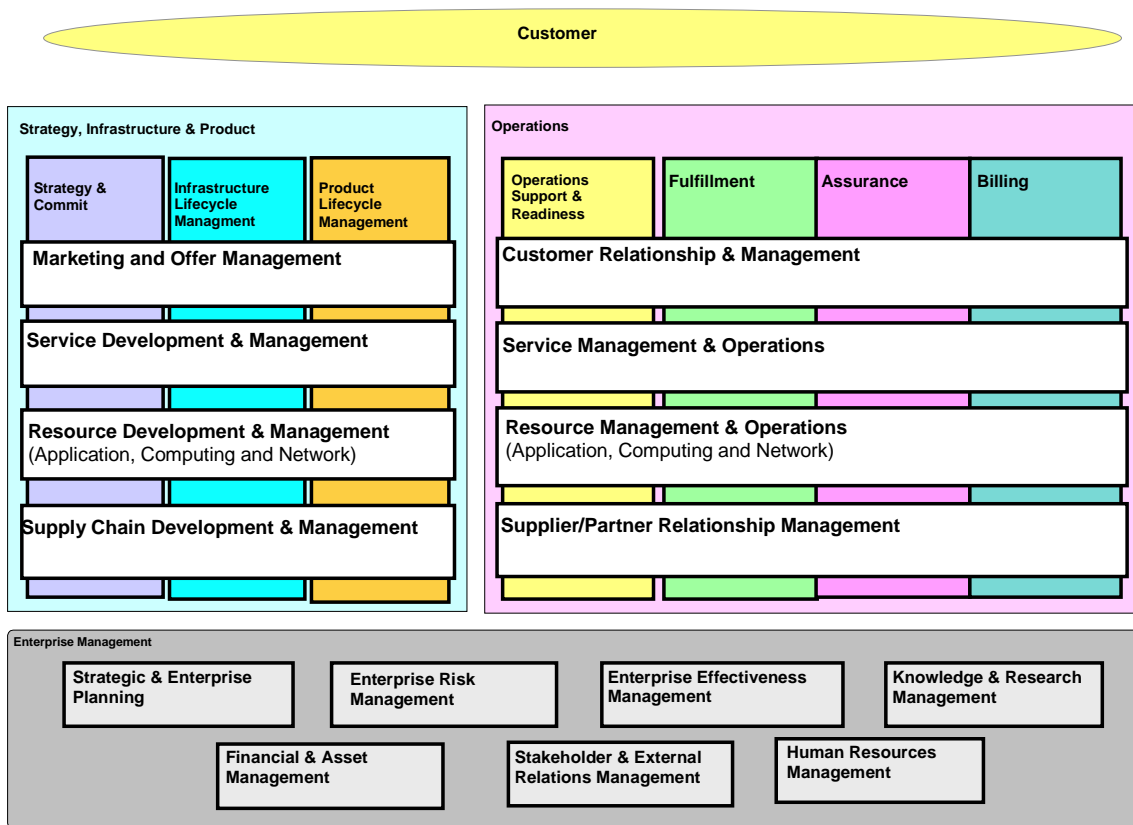 Customer
Strategy, Infrastructure & Product
Strategy &
Commit
Infrastructure
Lifecycle
Managment
Product
Lifecycle
Management
Marketing and Offer Management
Service Development & Management
Resource Development & Management
(Application, Computing and Network)
Supply Chain Development & Management
Operations
Operations
Support &
Readiness
Fulfillment
Assurance
Billing
Customer Relationship & Management
Service Management & Operations
Resource Management & Operations
(Application, Computing and Network)
Supplier/Partner Relationship Management
Enterprise Management
Strategic & Enterprise
Planning
Enterprise Risk
Management
Enterprise Effectiveness
Management
Knowledge & Research
Management
Financial & Asset
Management
Stakeholder & External
Relations Management
Human Resources
Management